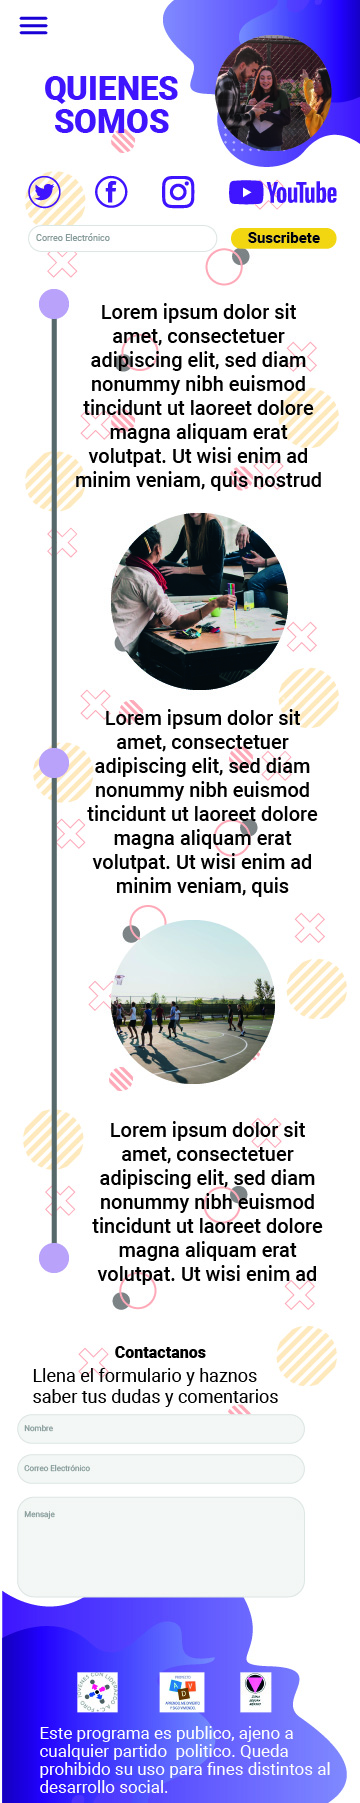 QUIENES
SOMOS
YouTube
Correo Electrónico
Suscribete
Lorem ipsum dolor sit
amet, consectetuer
adipiscing elit, sed diam
nonummy nibh euismod
tincidunt ut laoreet dolore
magna aliquam erat
volutpat. Ut wisi enim ad
minim veniam, quis nostrud
Lorem ipsum dolor sit
amet, consectetuer
adipiscing elit, sed diam
nonummy nibh euismod
tincidunt ut laoreet dolore
magna aliquam erat
volutpat. Ut wisi enim ad
minim veniam, quis
Lorem ipsum dolor sit
amet, consectetuer
adipiscing elit, sed diam
nonummy nibh euismod
tincidunt ut laoreet dolore
magna aliquam erat
volutpat. Ut wisi enim ad
Contactanos
Llena el formulario y haznos
saber tus dudas y comentarios
Nombre
Correo Electrónico
Mensaje
PROYECTO
Este programa es publico, ajeno a
cualquier partido politico. Queda
prohibido su uso para fines distintos al
desarrollo social.